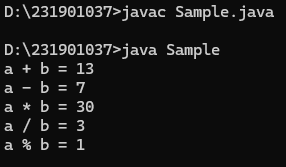 D:\231901037>javac Sample.java
D:\231901037>java Sample
a + b = 13
a - b = 7
a * b = 30
a / b = 3
a % b = 1